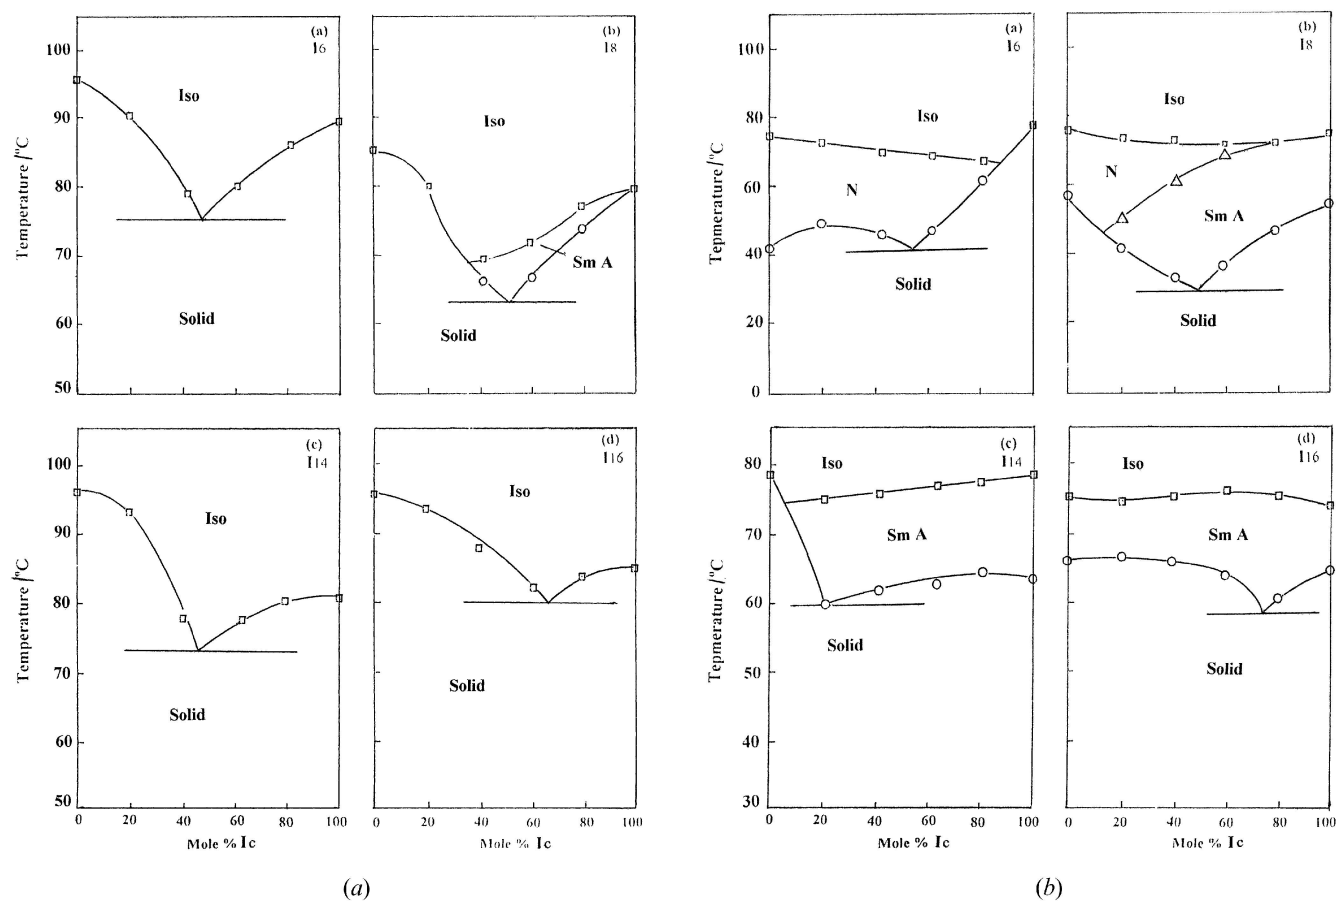 (a)
I6
100
90
80
70
60
50
Temperature /°C
Iso
Solid
(b)
I8
Iso
Sm A
Solid
(c)
I14
100
90
80
70
60
50
Temperature /°C
Iso
Solid
0 20 40 60 80 100
Mole % Ic
(d)
I16
Iso
Solid
0 20 40 60 80 100
Mole % Ic
(a)
(a)
I6
100
80
60
40
20
0
Tepmerature /°C
Iso
N
Solid
(b)
I8
Iso
N
Sm A
Solid
(c)
I14
80
70
60
50
40
30
Tepmerature /°C
Iso
Sm A
Solid
0 20 40 60 80 100
Mole % Ic
(d)
I16
Iso
Sm A
Solid
0 20 40 60 80 100
Mole % Ic
(b)